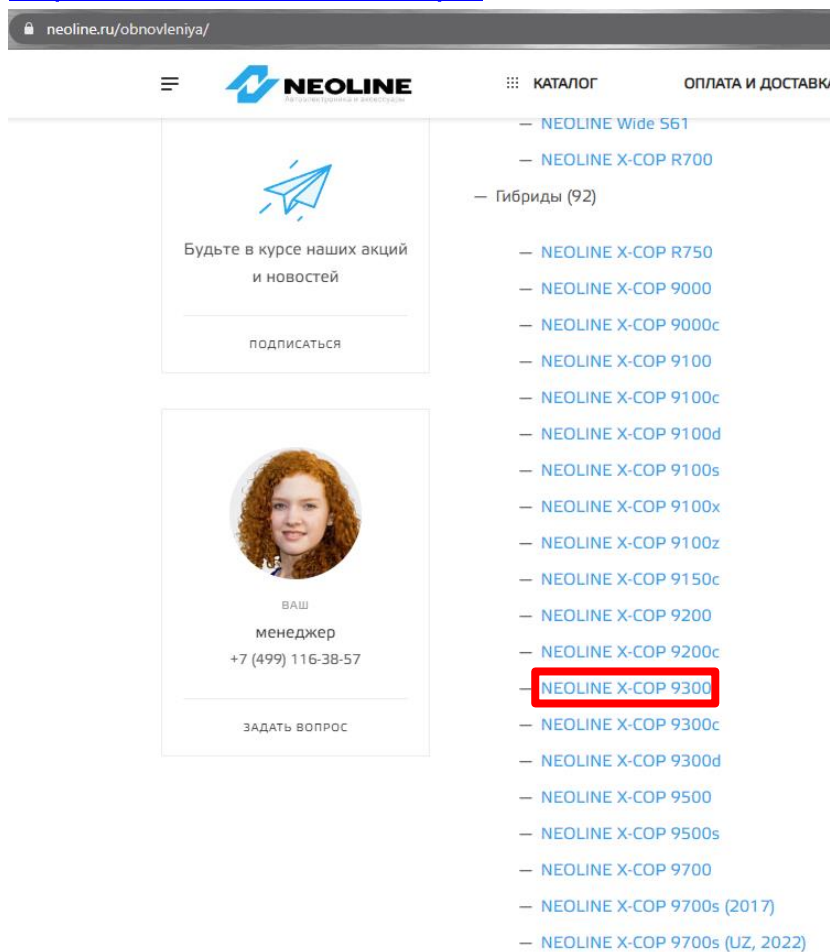 neoline.ru/obnovleniya/
NEOLINE
Автоэлектроника и аксессуары
КАТАЛОГ
ОПЛАТА И ДОСТАВКА
Будьте в курсе наших акций
и новостей
ПОДПИСАТЬСЯ
ВАШ
менеджер
+7 (499) 116-38-57
ЗАДАТЬ ВОПРОС
— NEOLINE Wide S61
— NEOLINE X-COP R700
— Гибриды (92)
— NEOLINE X-COP R750
— NEOLINE X-COP 9000
— NEOLINE X-COP 9000c
— NEOLINE X-COP 9100
— NEOLINE X-COP 9100c
— NEOLINE X-COP 9100d
— NEOLINE X-COP 9100s
— NEOLINE X-COP 9100x
— NEOLINE X-COP 9100z
— NEOLINE X-COP 9150c
— NEOLINE X-COP 9200
— NEOLINE X-COP 9200c
— NEOLINE X-COP 9300
— NEOLINE X-COP 9300c
— NEOLINE X-COP 9300d
— NEOLINE X-COP 9500
— NEOLINE X-COP 9500s
— NEOLINE X-COP 9700
— NEOLINE X-COP 9700s (2017)
— NEOLINE X-COP 9700s (UZ, 2022)